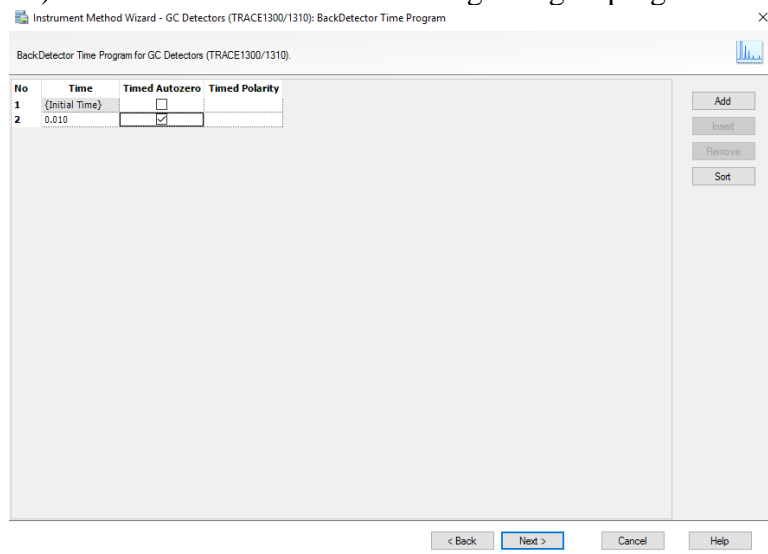 Instrument Method Wizard - GC Detectors (TRACE1300/1310): BackDetector Time Program
BackDetector Time Program for GC Detectors (TRACE1300/1310).
No Time Timed Autozero Timed Polarity
1 {Initial Time}
2 0.010
Add
Insert
Remove
Sort
< Back Next > Cancel Help